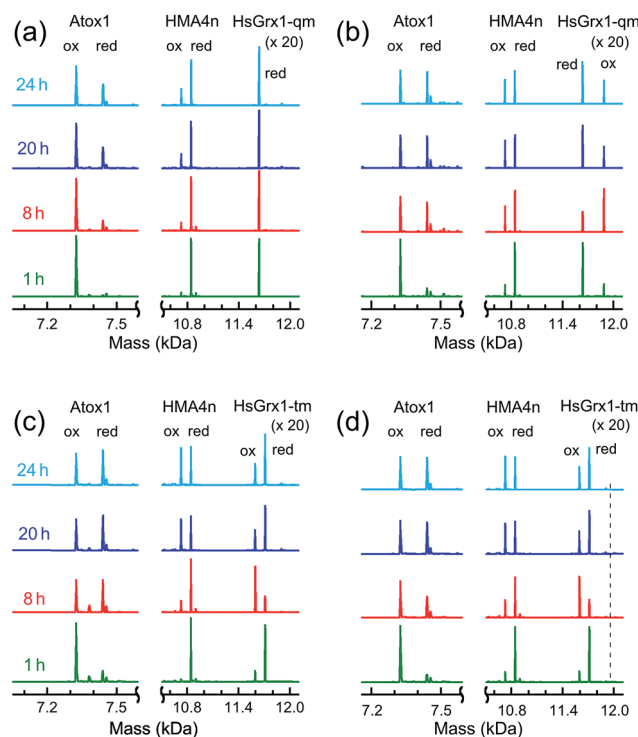 (a)
Atox1
ox red
HMA4n
ox red
HsGrx1-qm
(x 20)
red
24 h
20 h
8 h
1 h
7.2 7.5 10.8 11.4 12.0
Mass (kDa)
(b)
Atox1
ox red
HMA4n
ox red
HsGrx1-qm
(x 20)
red ox
7.2 7.5 10.8 11.4 12.0
Mass (kDa)
(c)
Atox1
ox red
HMA4n
ox red
HsGrx1-tm
(x 20)
ox red
24 h
20 h
8 h
1 h
7.2 7.5 10.8 11.4 12.0
Mass (kDa)
(d)
Atox1
ox red
HMA4n
ox red
HsGrx1-tm
(x 20)
ox red
7.2 7.5 10.8 11.4 12.0
Mass (kDa)